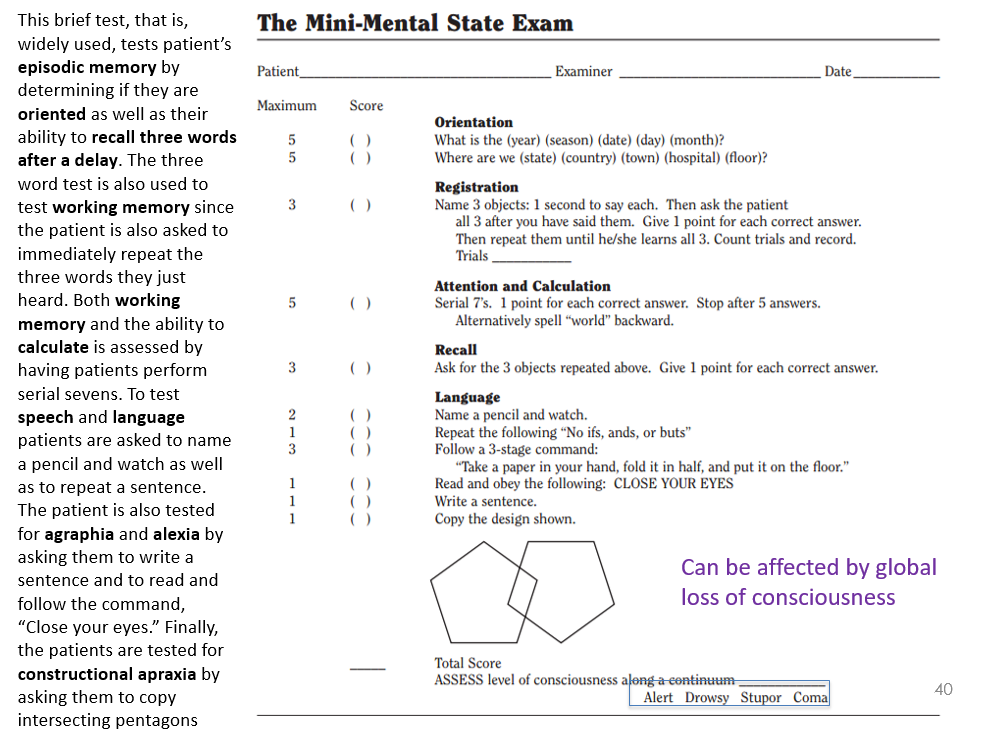 This brief test, that is,
widely used, tests patient’s
episodic memory by
determining if they are
oriented as well as their
ability to recall three words
after a delay. The three
word test is also used to
test working memory since
the patient is also asked to
immediately repeat the
three words they just
heard. Both working
memory and the ability to
calculate is assessed by
having patients perform
serial sevens. To test
speech and language
patients are asked to name
a pencil and watch as well
as to repeat a sentence.
The patient is also tested
for agraphia and alexia by
asking them to write a
sentence and to read and
follow the command,
“Close your eyes.” Finally,
the patients are tested for
constructional apraxia by
asking them to copy
intersecting pentagons
The Mini-Mental State Exam
Patient__________ Examiner __________ Date__________
Maximum Score
Orientation
5 ( ) What is the (year) (season) (date) (day) (month)?
5 ( ) Where are we (state) (country) (town) (hospital) (floor)?
Registration
3 ( ) Name 3 objects: 1 second to say each. Then ask the patient
all 3 after you have said them. Give 1 point for each correct answer.
Then repeat them until he/she learns all 3. Count trials and record.
Trials __________
Attention and Calculation
5 ( ) Serial 7’s. 1 point for each correct answer. Stop after 5 answers.
Alternatively spell “world” backward.
Recall
3 ( ) Ask for the 3 objects repeated above. Give 1 point for each correct answer.
Language
2 ( ) Name a pencil and watch.
1 ( ) Repeat the following “No ifs, ands, or buts”
3 ( ) Follow a 3-stage command:
“Take a paper in your hand, fold it in half, and put it on the floor.”
1 ( ) Read and obey the following: CLOSE YOUR EYES
1 ( ) Write a sentence.
1 ( ) Copy the design shown.
Can be affected by global
loss of consciousness
_____ Total Score
ASSESS level of consciousness along a continuum __________
Alert Drowsy Stupor Coma
40